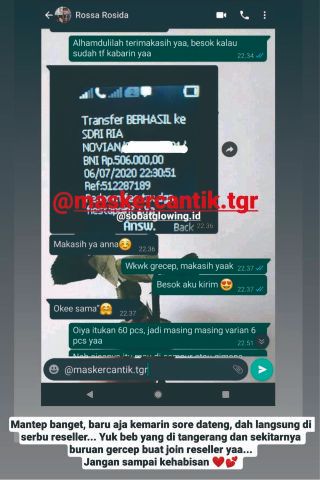 Rossa Rosida
Alhamdulilah terimakasih yaa, besok kalau
sudah tf kabarin yaa
22.34
Transfer BERHASIL ke
SDRI RIA
NOVIAN
BNI Rp.506.000,00
06/07/2020 22:30:51
Ref:512287189
@maskercantik.tgr
@sobatglowing.id
Answ.
Back
22.36
Makasih ya anna
22.36
Wkwk grecep, makasih yaak
22.37
Besok aku kirim
22.37
Okee sama"
22.37
Oiya itukan 60 pcs, jadi masing masing varian 6
pcs yaa
22.51
@maskercantik.tgr
Mantep banget, baru aja kemarin sore dateng, dah langsung di
serbu reseller... Yuk beb yang di tangerang dan sekitarnya
buruan gercep buat join reseller yaa...
Jangan sampai kehabisan ❤️💕